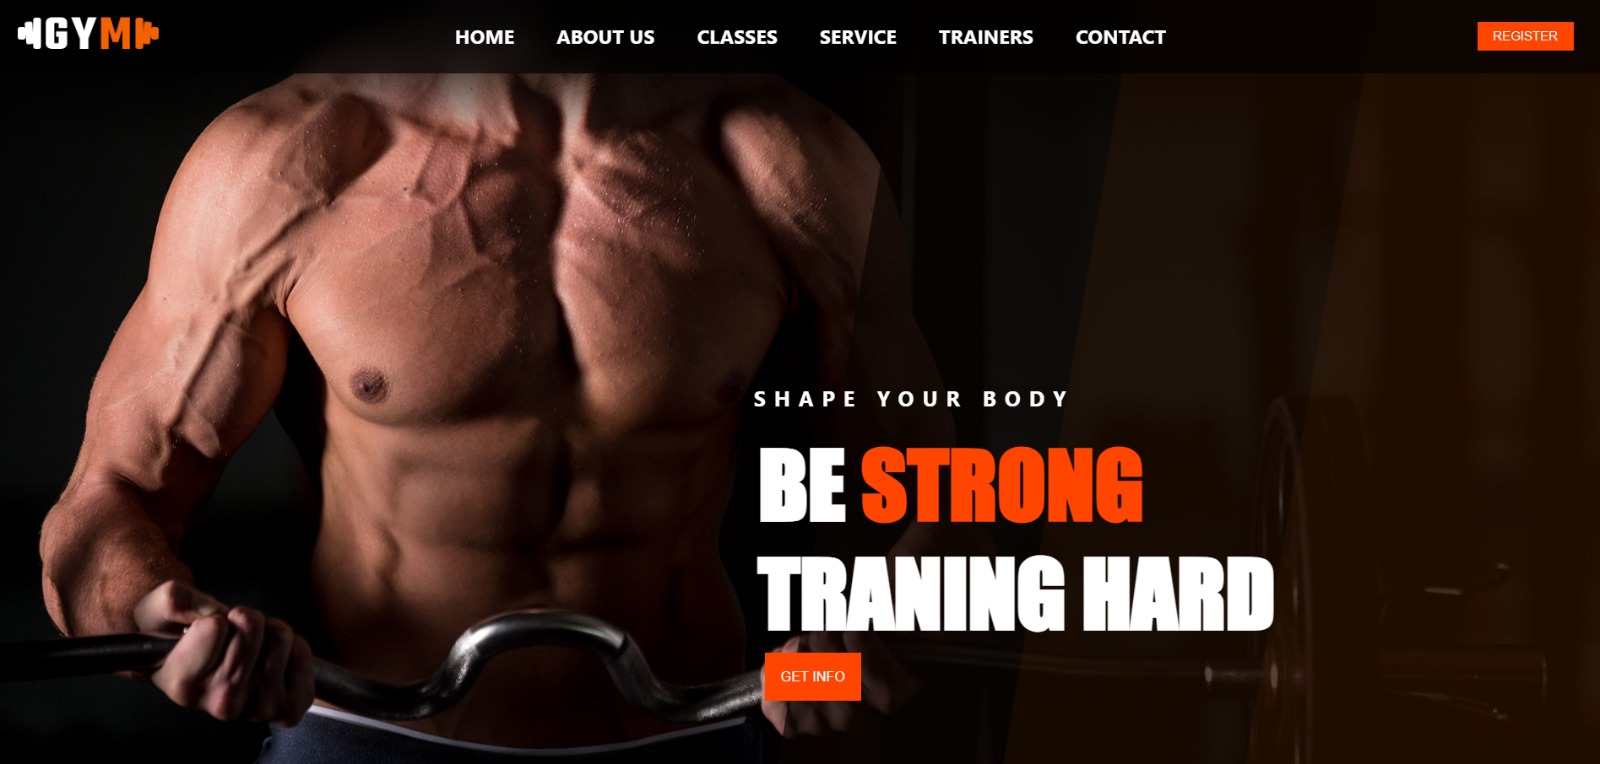 GYM
HOME ABOUT US CLASSES SERVICE TRAINERS CONTACT
REGISTER
SHAPE YOUR BODY
BE STRONG
TRANING HARD
GET INFO